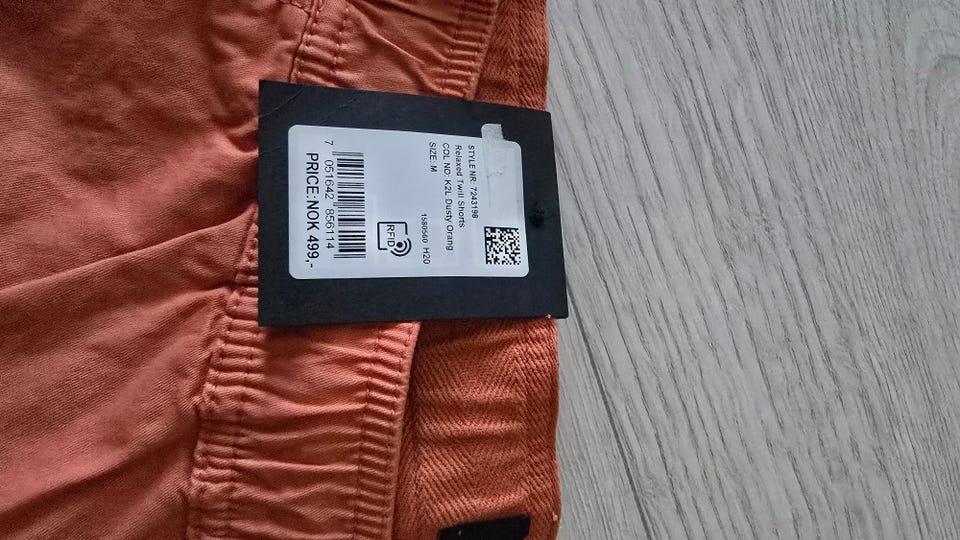 STYLE NR: 7243198
Relaxed Twill Shorts
COL NO: K2L Dusty Orang
SIZE: M
1580560 H20
RFID
7 051642 856114
PRICE: NOK 499,-